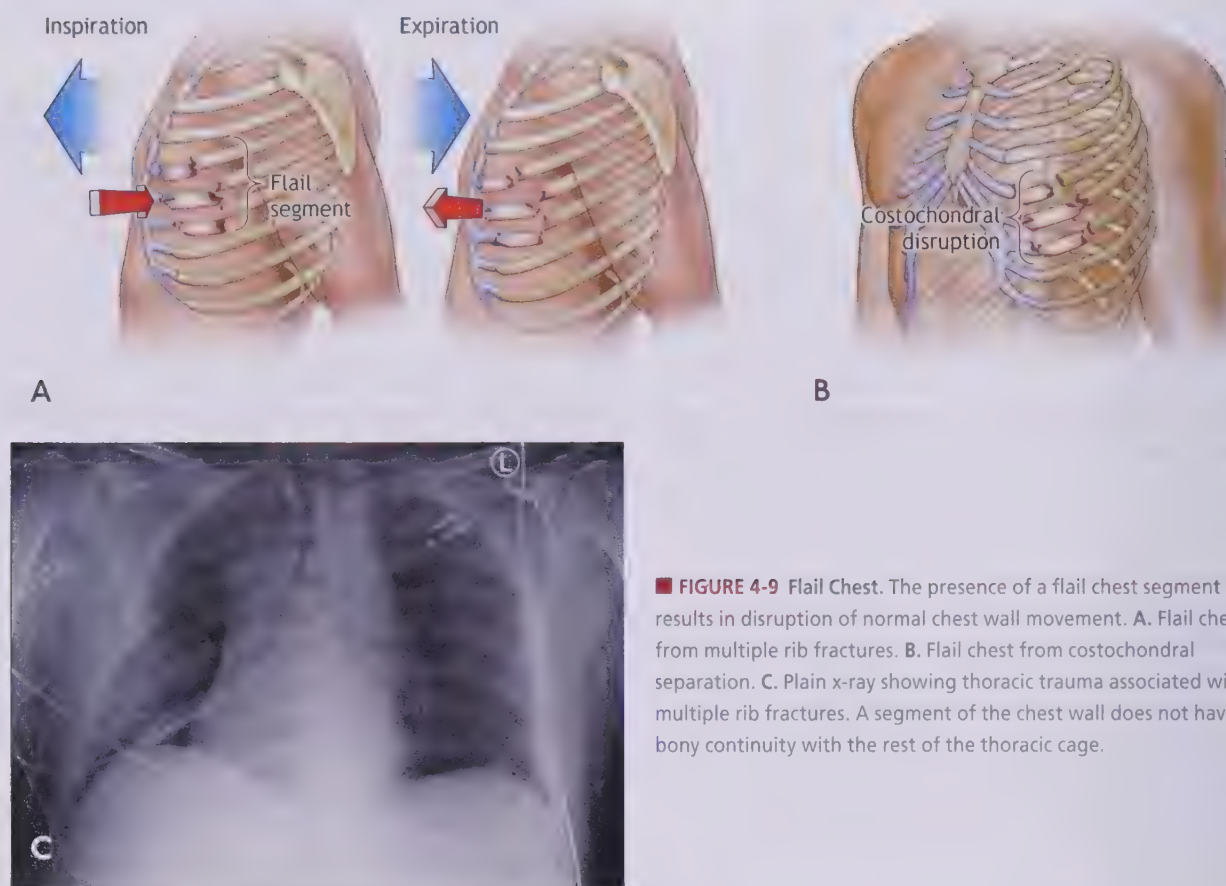 Inspiration
Expiration
Flail
segment
Costochondral
disruption
A
B
L
C
■ FIGURE 4-9 Flail Chest. The presence of a flail chest segment
results in disruption of normal chest wall movement. A. Flail
from multiple rib fractures. B. Flail chest from costochondral
separation. C. Plain x-ray showing thoracic trauma associated
multiple rib fractures. A segment of the chest wall does not
bony continuity with the rest of the thoracic cage.